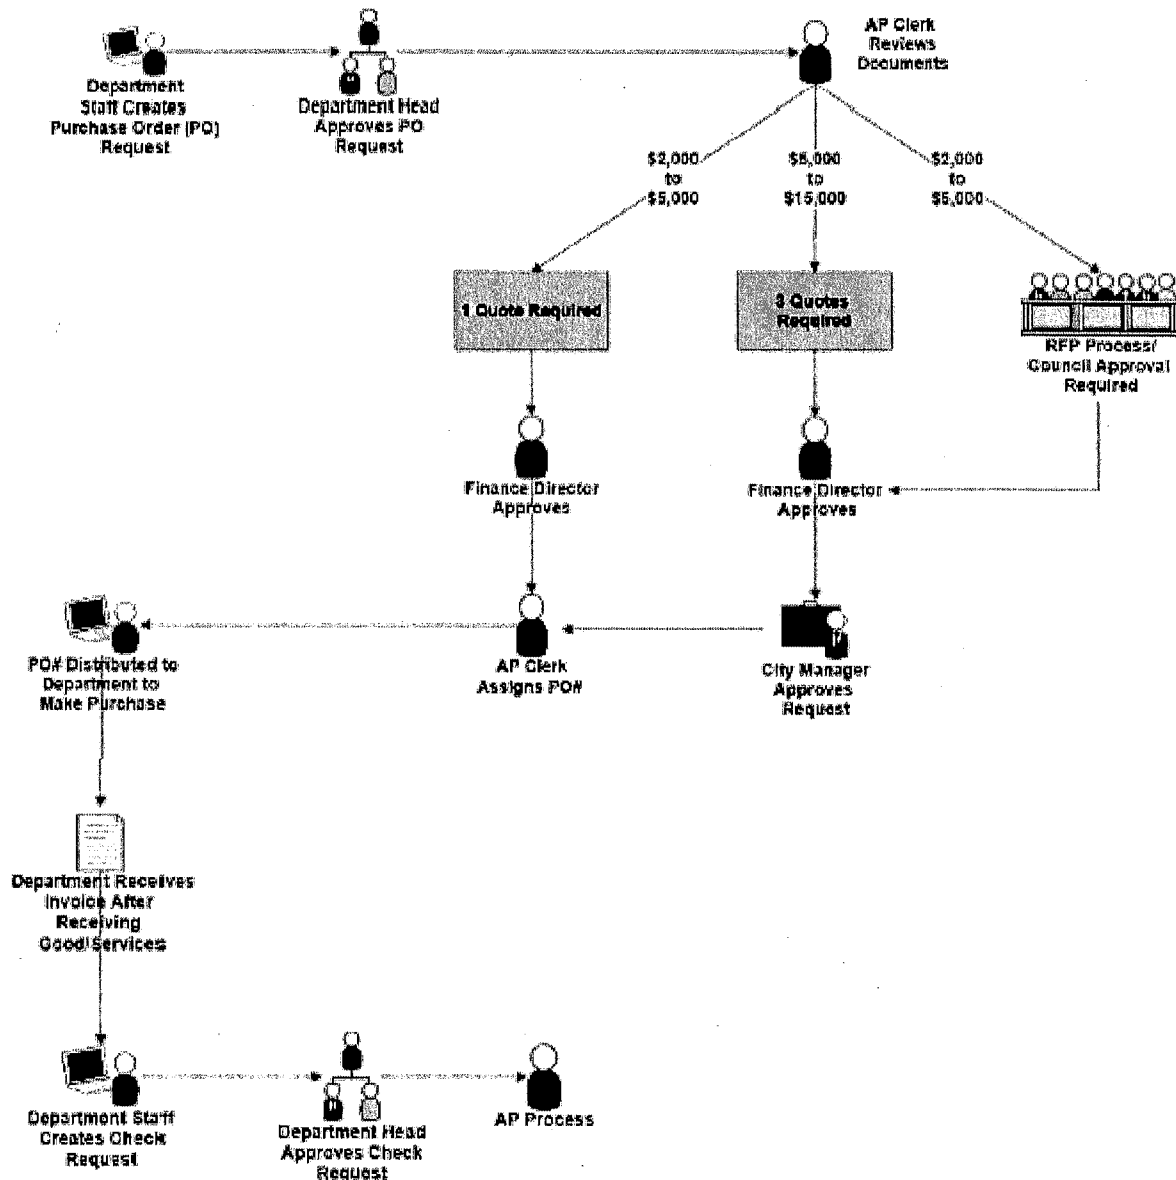 AP Clerk
Reviews
Documents
Department
Staff Creates
Purchase Order (PO)
Request
Department Head
Approves PO
Request
$2,000
to
$5,000
$5,000
to
$15,000
$2,000
to
$5,000
1 Quote Required
3 Quotes
Required
RFP Process/
Council Approval
Required
Finance Director
Approves
Finance Director
Approves
PO# Distributed to
Department to
Make Purchase
AP Clerk
Assigns PO#
City Manager
Approves
Request
Department Receives
Invoice After
Receiving
Good/Services
Department Staff
Creates Check
Request
Department Head
Approves Check
Request
AP Process